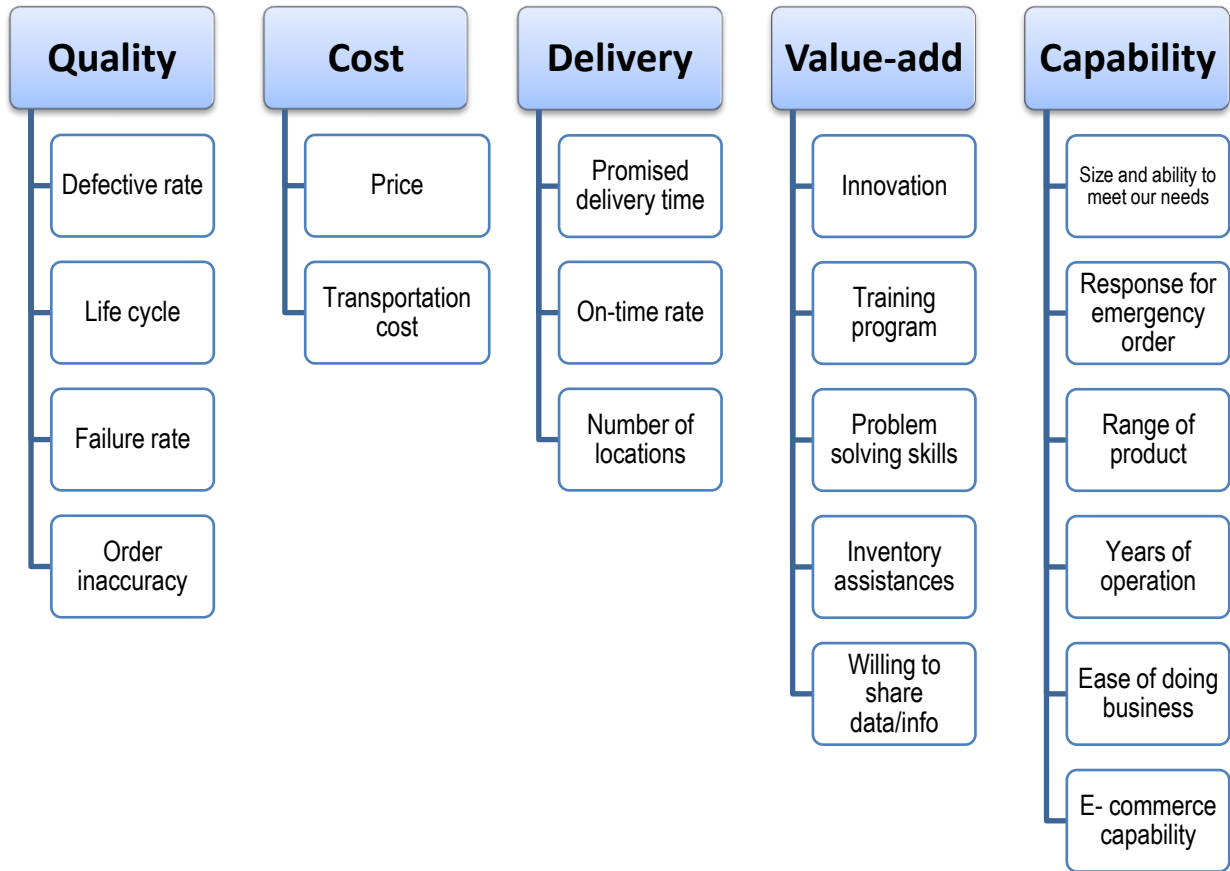 Quality
Defective rate
Life cycle
Failure rate
Order
inaccuracy
Cost
Price
Transportation
cost
Delivery
Promised
delivery time
On-time rate
Number of
locations
Value-add
Innovation
Training
program
Problem
solving skills
Inventory
assistances
Willing to
share
data/info
Capability
Size and ability to
meet our needs
Response for
emergency
order
Range of
product
Years of
operation
Ease of doing
business
E- commerce
capability